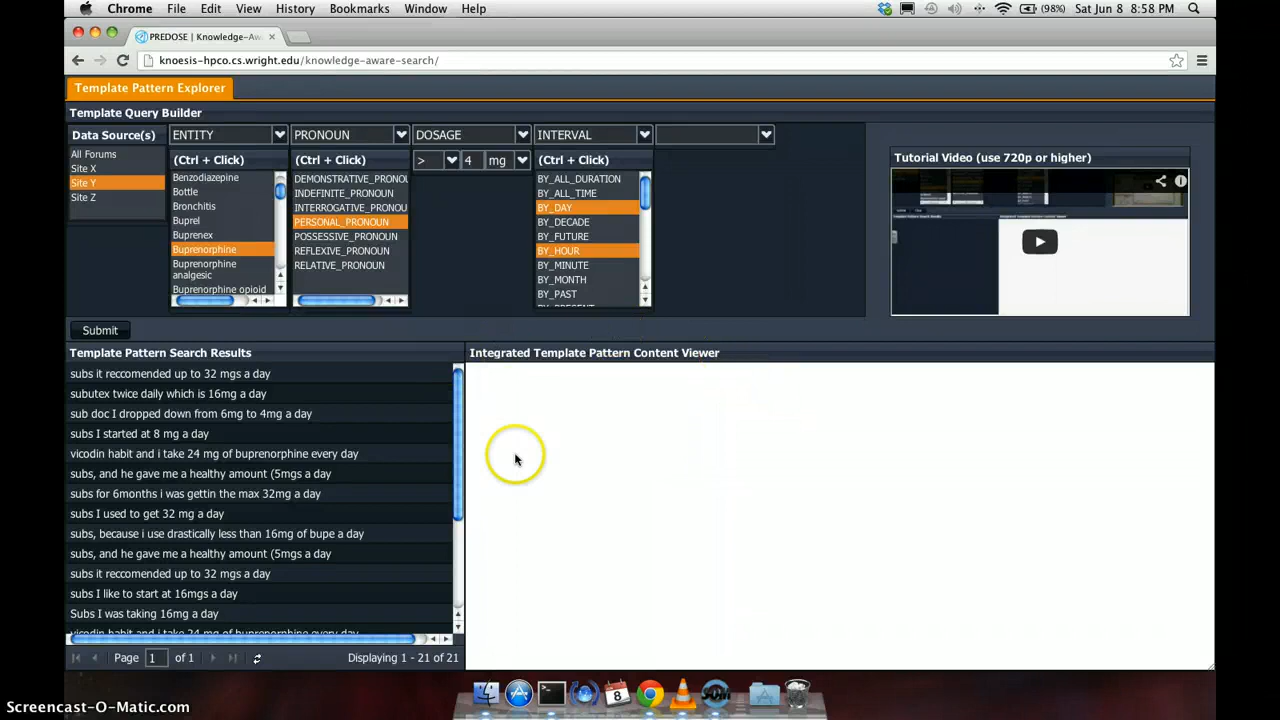 Chrome File Edit View History Bookmarks Window Help (98%) Sat Jun 8 8:58 PM
PREDOSE | Knowledge-Aw
knoesis-hpco.cs.wright.edu/knowledge-aware-search/
Template Pattern Explorer
Template Query Builder
Data Source(s) ENTITY PRONOUN DOSAGE INTERVAL
All Forums
Site X
Site Y
Site Z
(Ctrl + Click)
Benzodiazepine
Bottle
Bronchitis
Buprel
Buprenex
Buprenorphine
Buprenorphine
analgesic
Buprenorphine opioid
(Ctrl + Click)
DEMONSTRATIVE_PRONOU
INDEFINITE_PRONOUN
INTERROGATIVE_PRONOU
PERSONAL_PRONOUN
POSSESSIVE_PRONOUN
REFLEXIVE_PRONOUN
RELATIVE_PRONOUN
> 4 mg
(Ctrl + Click)
BY_ALL_DURATION
BY_ALL_TIME
BY_DAY
BY_DECADE
BY_FUTURE
BY_HOUR
BY_MINUTE
BY_MONTH
BY_PAST
BY_PRESENT
Tutorial Video (use 720p or higher)
Submit
Template Pattern Search Results
subs it reccomended up to 32 mgs a day
subutex twice daily which is 16mg a day
sub doc I dropped down from 6mg to 4mg a day
subs I started at 8 mg a day
vicodin habit and i take 24 mg of buprenorphine every day
subs, and he gave me a healthy amount (5mgs a day
subs for 6months i was gettin the max 32mg a day
subs I used to get 32 mg a day
subs, because i use drastically less than 16mg of bupe a day
subs, and he gave me a healthy amount (5mgs a day
subs it reccomended up to 32 mgs a day
subs I like to start at 16mgs a day
Subs I was taking 16mg a day
vicodin habit and i take 24 mg of buprenorphine every day
Page 1 of 1 Displaying 1 - 21 of 21
Integrated Template Pattern Content Viewer
Screencast-O-Matic.com